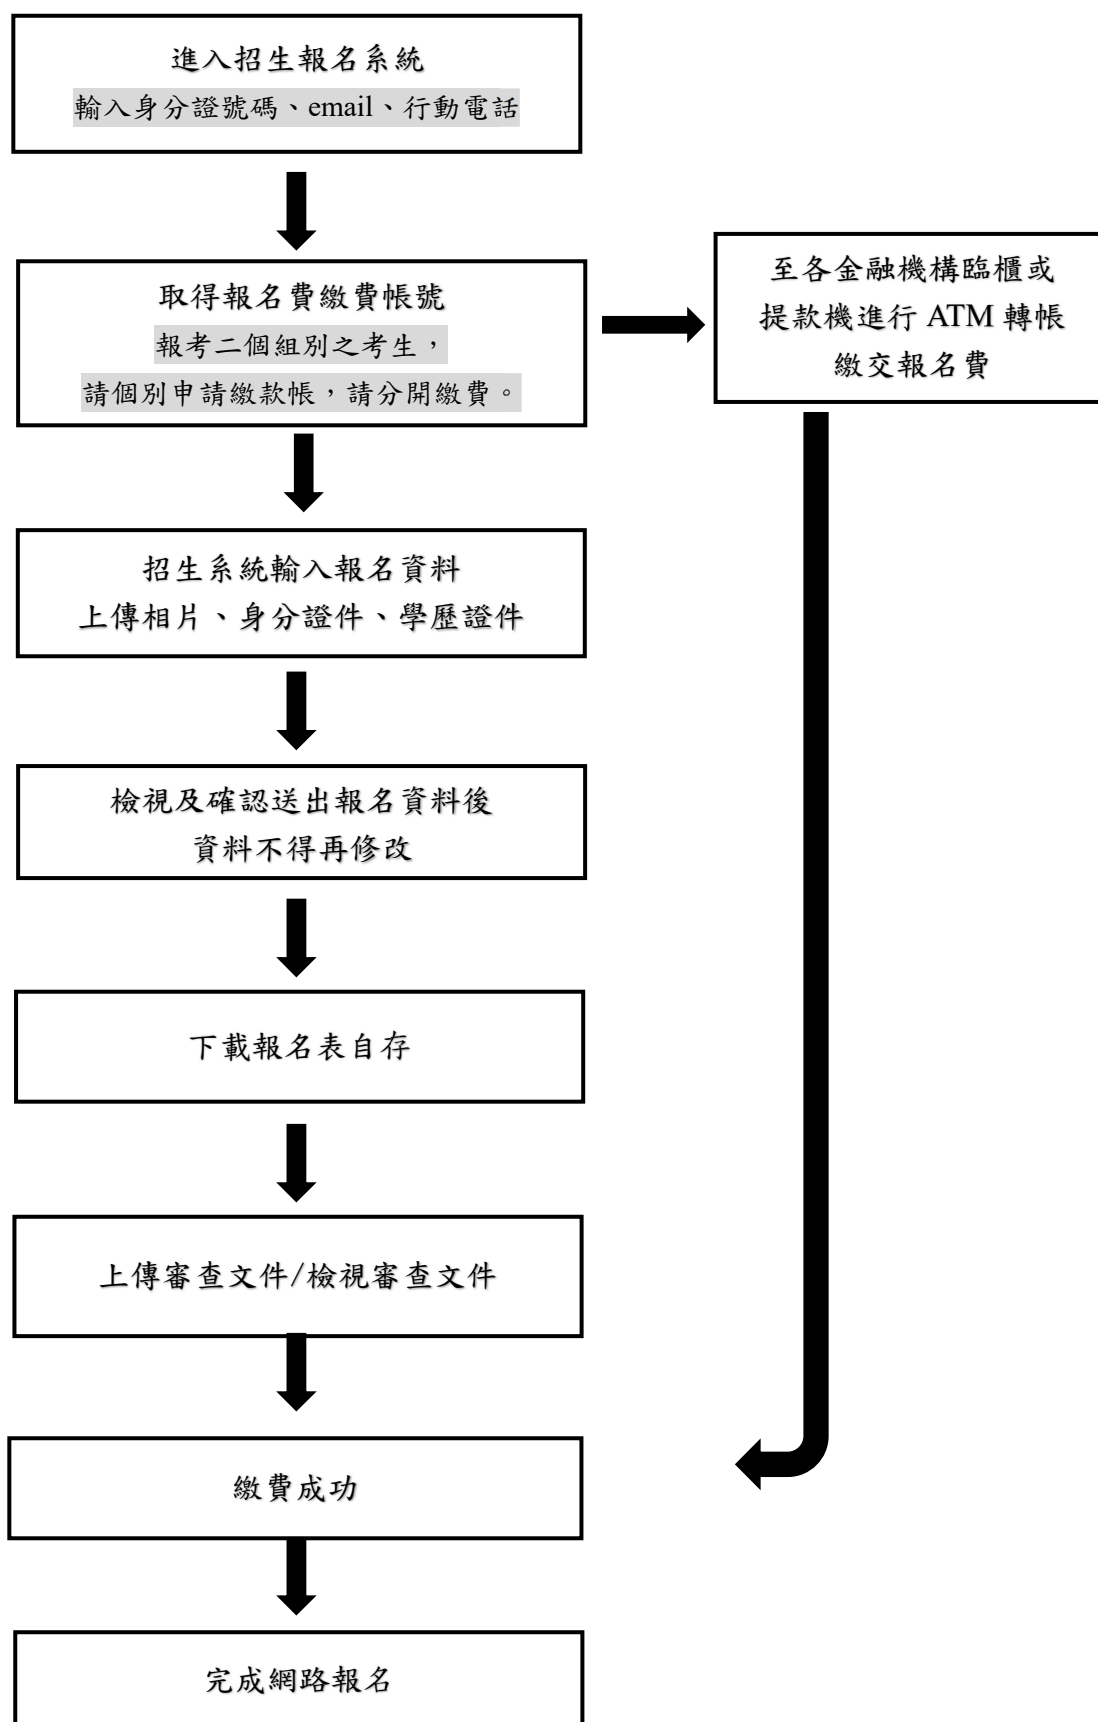 進入招生報名系統
輸入身分證號碼、email、行動電話
取得報名費繳費帳號
報考二個組別之考生，
請個別申請繳款帳，請分開繳費。
至各金融機構臨櫃或
提款機進行 ATM 轉帳
繳交報名費
招生系統輸入報名資料
上傳相片、身分證件、學歷證件
檢視及確認送出報名資料後
資料不得再修改
下載報名表自存
上傳審查文件/檢視審查文件
繳費成功
完成網路報名